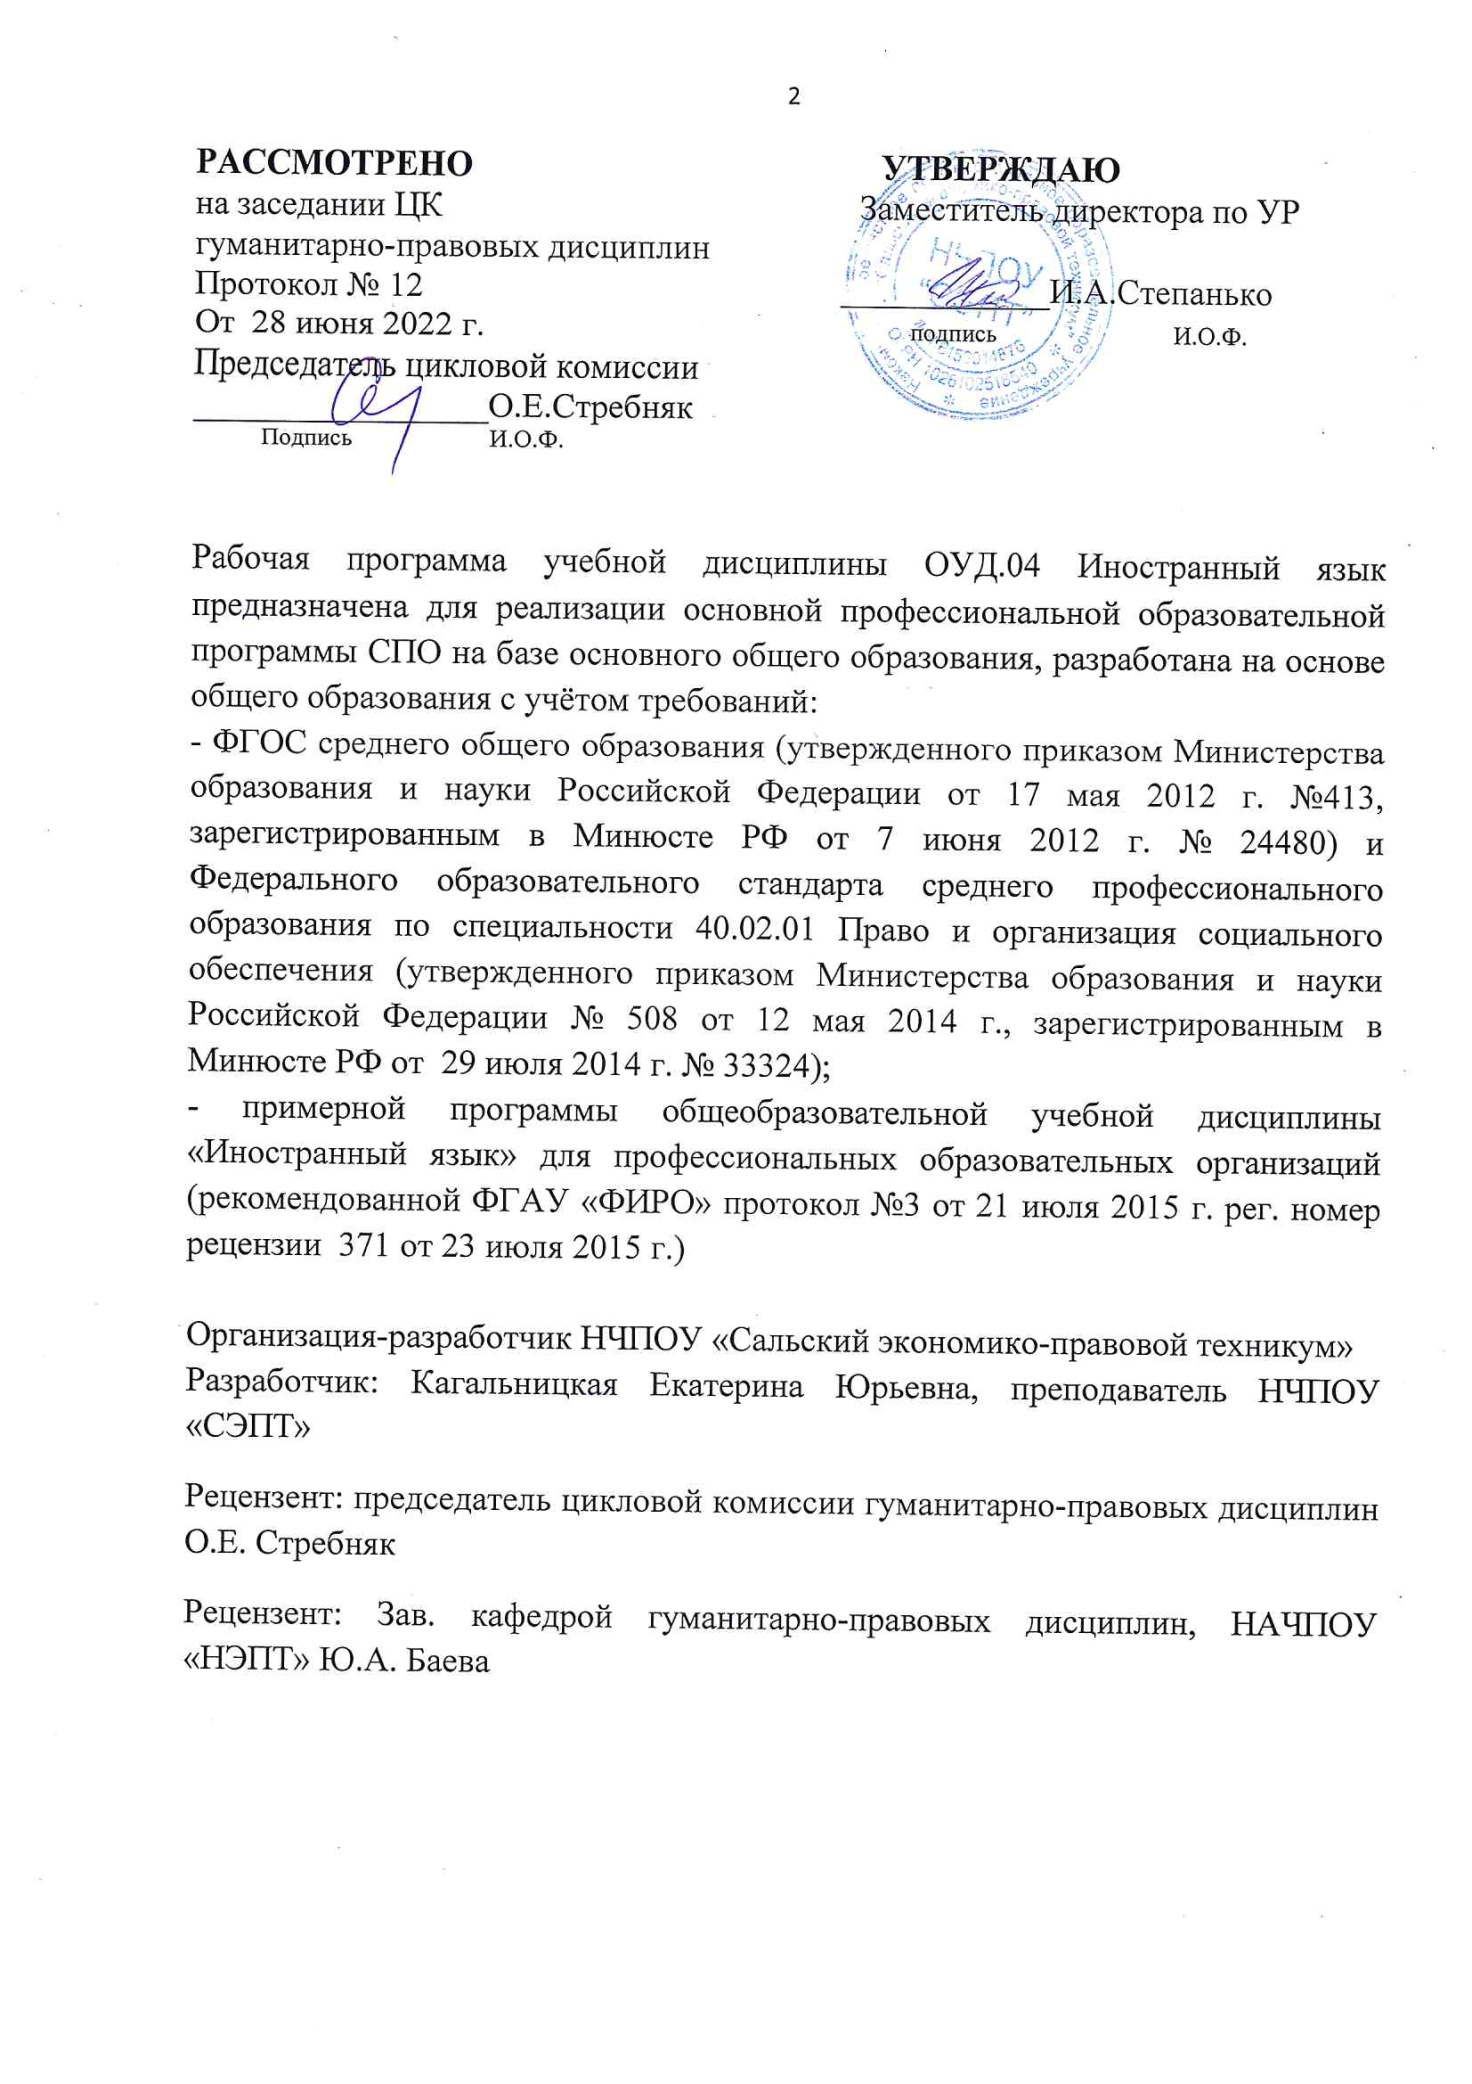 2
РАССМОТРЕНО
на заседании ЦК
гуманитарно-правовых дисциплин
Протокол № 12
От 28 июня 2022 г.
Председатель цикловой комиссии
О.Е.Стребняк
Подпись И.О.Ф.
УТВЕРЖДАЮ
Заместитель директора по УР
И.А.Степанько
подпись И.О.Ф.
Рабочая программа учебной дисциплины ОУД.04 Иностранный язык
предназначена для реализации основной профессиональной образовательной
программы СПО на базе основного общего образования, разработана на основе
общего образования с учётом требований:
- ФГОС среднего общего образования (утвержденного приказом Министерства
образования и науки Российской Федерации от 17 мая 2012 г. №413,
зарегистрированным в Минюсте РФ от 7 июня 2012 г. № 24480) и
Федерального образовательного стандарта среднего профессионального
образования по специальности 40.02.01 Право и организация социального
обеспечения (утвержденного приказом Министерства образования и науки
Российской Федерации № 508 от 12 мая 2014 г., зарегистрированным в
Минюсте РФ от 29 июля 2014 г. № 33324);
- примерной программы общеобразовательной учебной дисциплины
«Иностранный язык» для профессиональных образовательных организаций
(рекомендованной ФГАУ «ФИРО» протокол №3 от 21 июля 2015 г. рег. номер
рецензии 371 от 23 июля 2015 г.)
Организация-разработчик НЧПОУ «Сальский экономико-правовой техникум»
Разработчик: Кагальницкая Екатерина Юрьевна, преподаватель НЧПОУ
«СЭПТ»
Рецензент: председатель цикловой комиссии гуманитарно-правовых дисциплин
О.Е. Стребняк
Рецензент: Зав. кафедрой гуманитарно-правовых дисциплин, НАЧПОУ
«НЭПТ» Ю.А. Баева